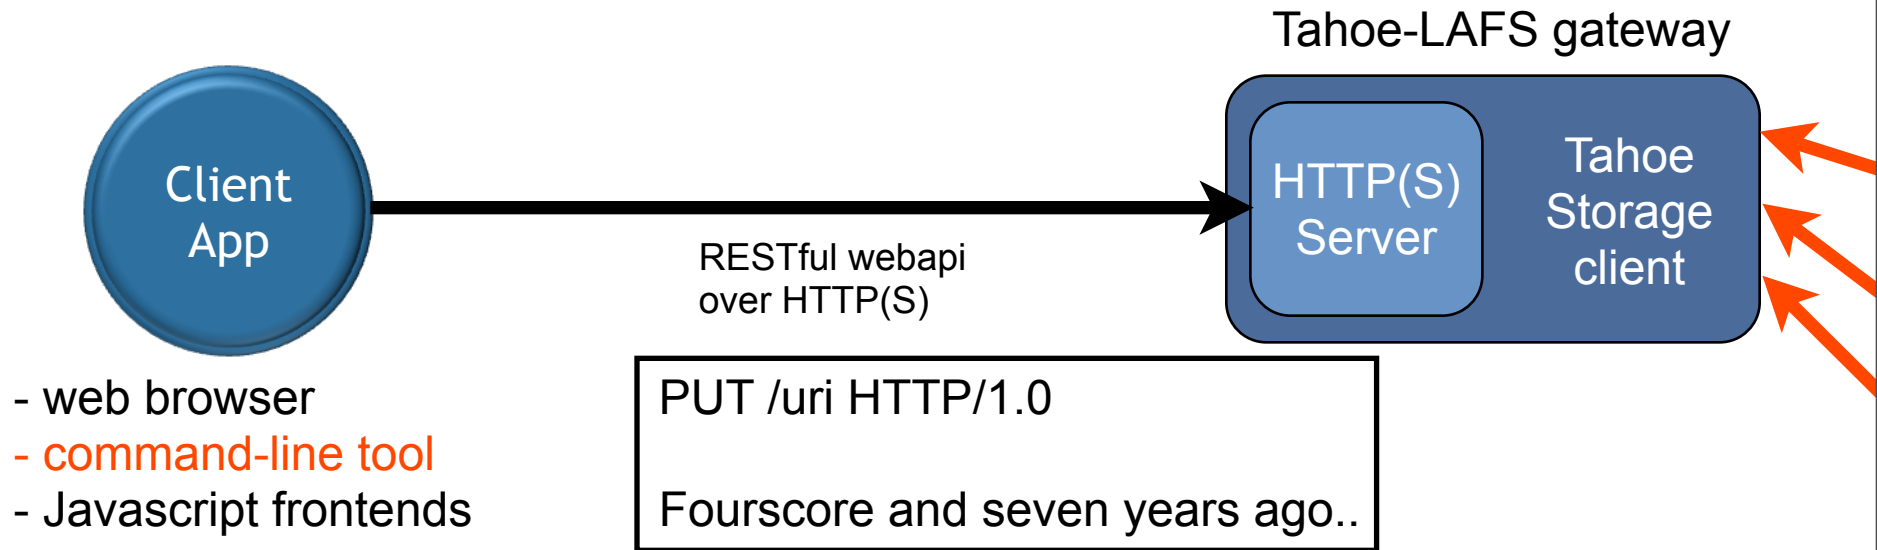 Tahoe-LAFS gateway
Client
App
HTTP(S)
Server
Tahoe
Storage
client
RESTful webapi
over HTTP(S)
- web browser
- command-line tool
- Javascript frontends
PUT /uri HTTP/1.0
Fourscore and seven years ago..